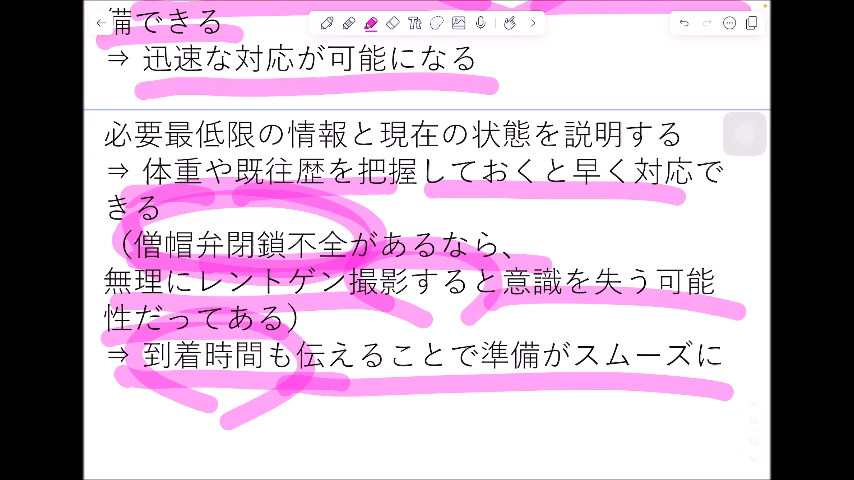 備できる
⇒ 迅速な対応が可能になる
必要最低限の情報と現在の状態を説明する
⇒ 体重や既往歴を把握しておくと早く対応で
きる
（僧帽弁閉鎖不全があるなら、
無理にレントゲン撮影すると意識を失う可能
性だってある）
⇒ 到着時間も伝えることで準備がスムーズに